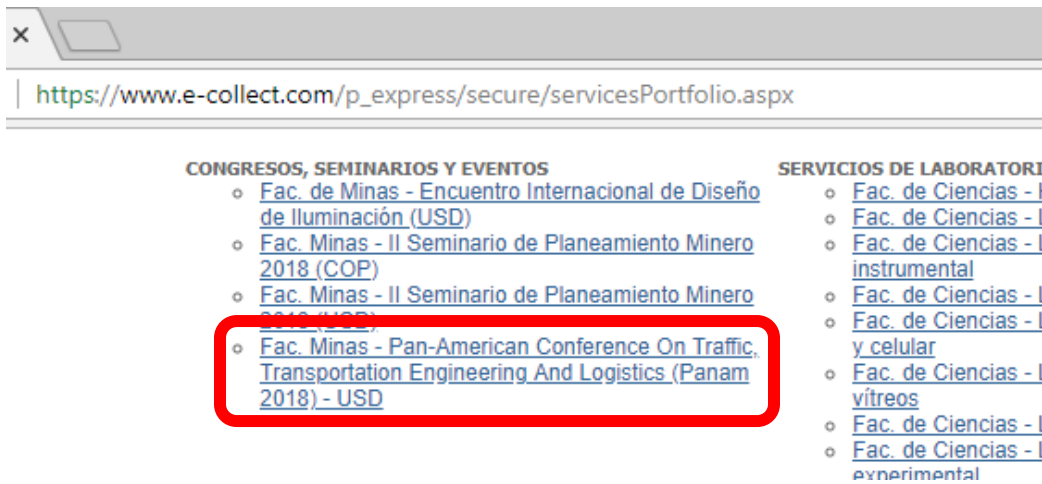 https://www.e-collect.com/p_express/secure/servicesPortfolio.aspx
CONGRESOS, SEMINARIOS Y EVENTOS
Fac. de Minas - Encuentro Internacional de Diseño
de Iluminación (USD)
Fac. Minas - II Seminario de Planeamiento Minero
2018 (COP)
Fac. Minas - II Seminario de Planeamiento Minero
2018 (USD)
Fac. Minas - Pan-American Conference On Traffic,
Transportation Engineering And Logistics (Panam
2018) - USD
SERVICIOS DE LABORATORI
Fac. de Ciencias -
Fac. de Ciencias -
Fac. de Ciencias -
instrumental
Fac. de Ciencias -
Fac. de Ciencias -
y celular
Fac. de Ciencias -
vítreos
Fac. de Ciencias -
Fac. de Ciencias -
experimental